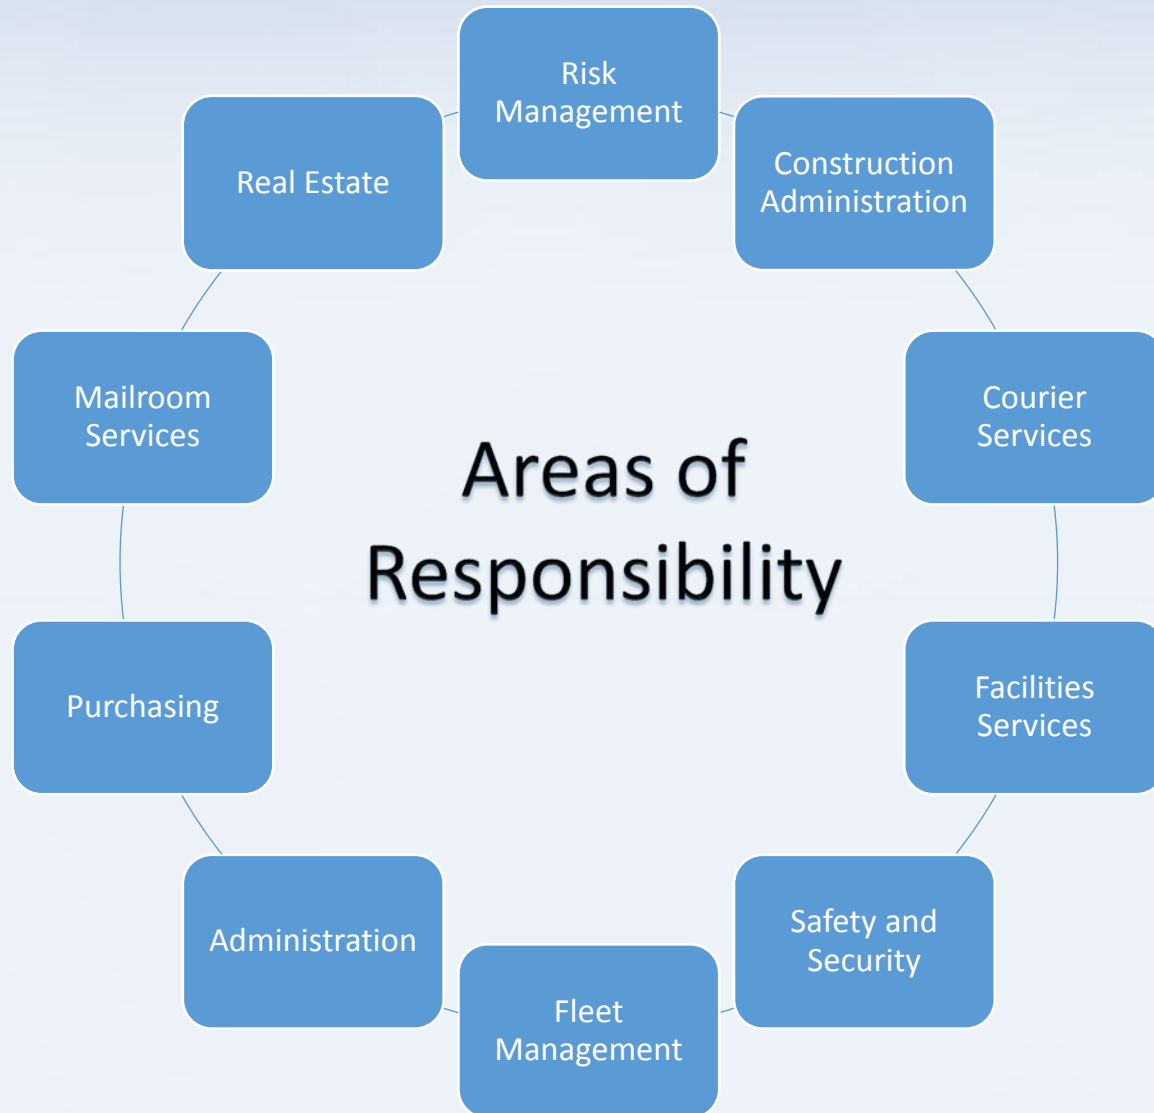 Risk
Management
Construction
Administration
Real Estate
Mailroom
Services
Courier
Services
Areas of
Responsibility
Purchasing
Facilities
Services
Administration
Safety and
Security
Fleet
Management